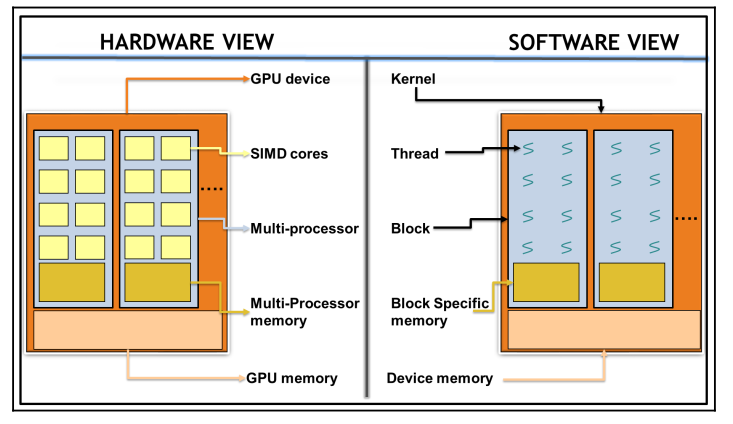 HARDWARE VIEW
GPU device
SIMD cores
Multi-processor
Multi-Processor
memory
GPU memory
SOFTWARE VIEW
Kernel
Thread
Block
Block Specific
memory
Device memory